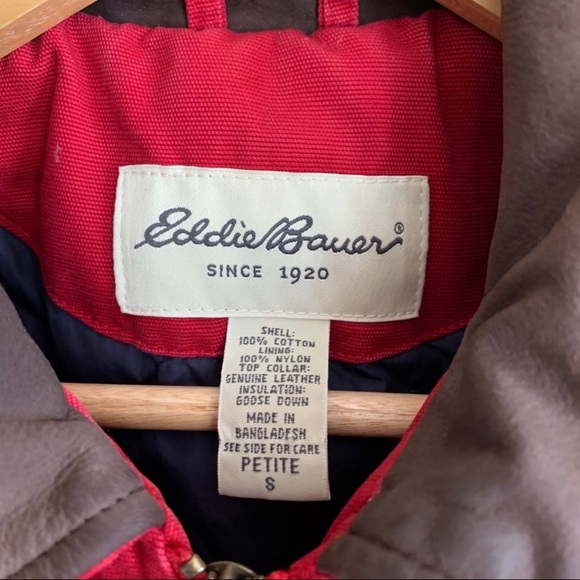 Eddie Bauer®
SINCE 1920
SHELL:
100% COTTON
LINING:
100% NYLON
TOP COLLAR:
GENUINE LEATHER
INSULATION:
GOOSE DOWN
MADE IN
BANGLADESH
SEE SIDE FOR CARE
PETITE
S